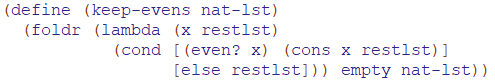 (define (keep-evens nat-lst)
  (foldr (lambda (x restlst)
           (cond [(even? x) (cons x restlst)]
                 [else restlst])) empty nat-lst))